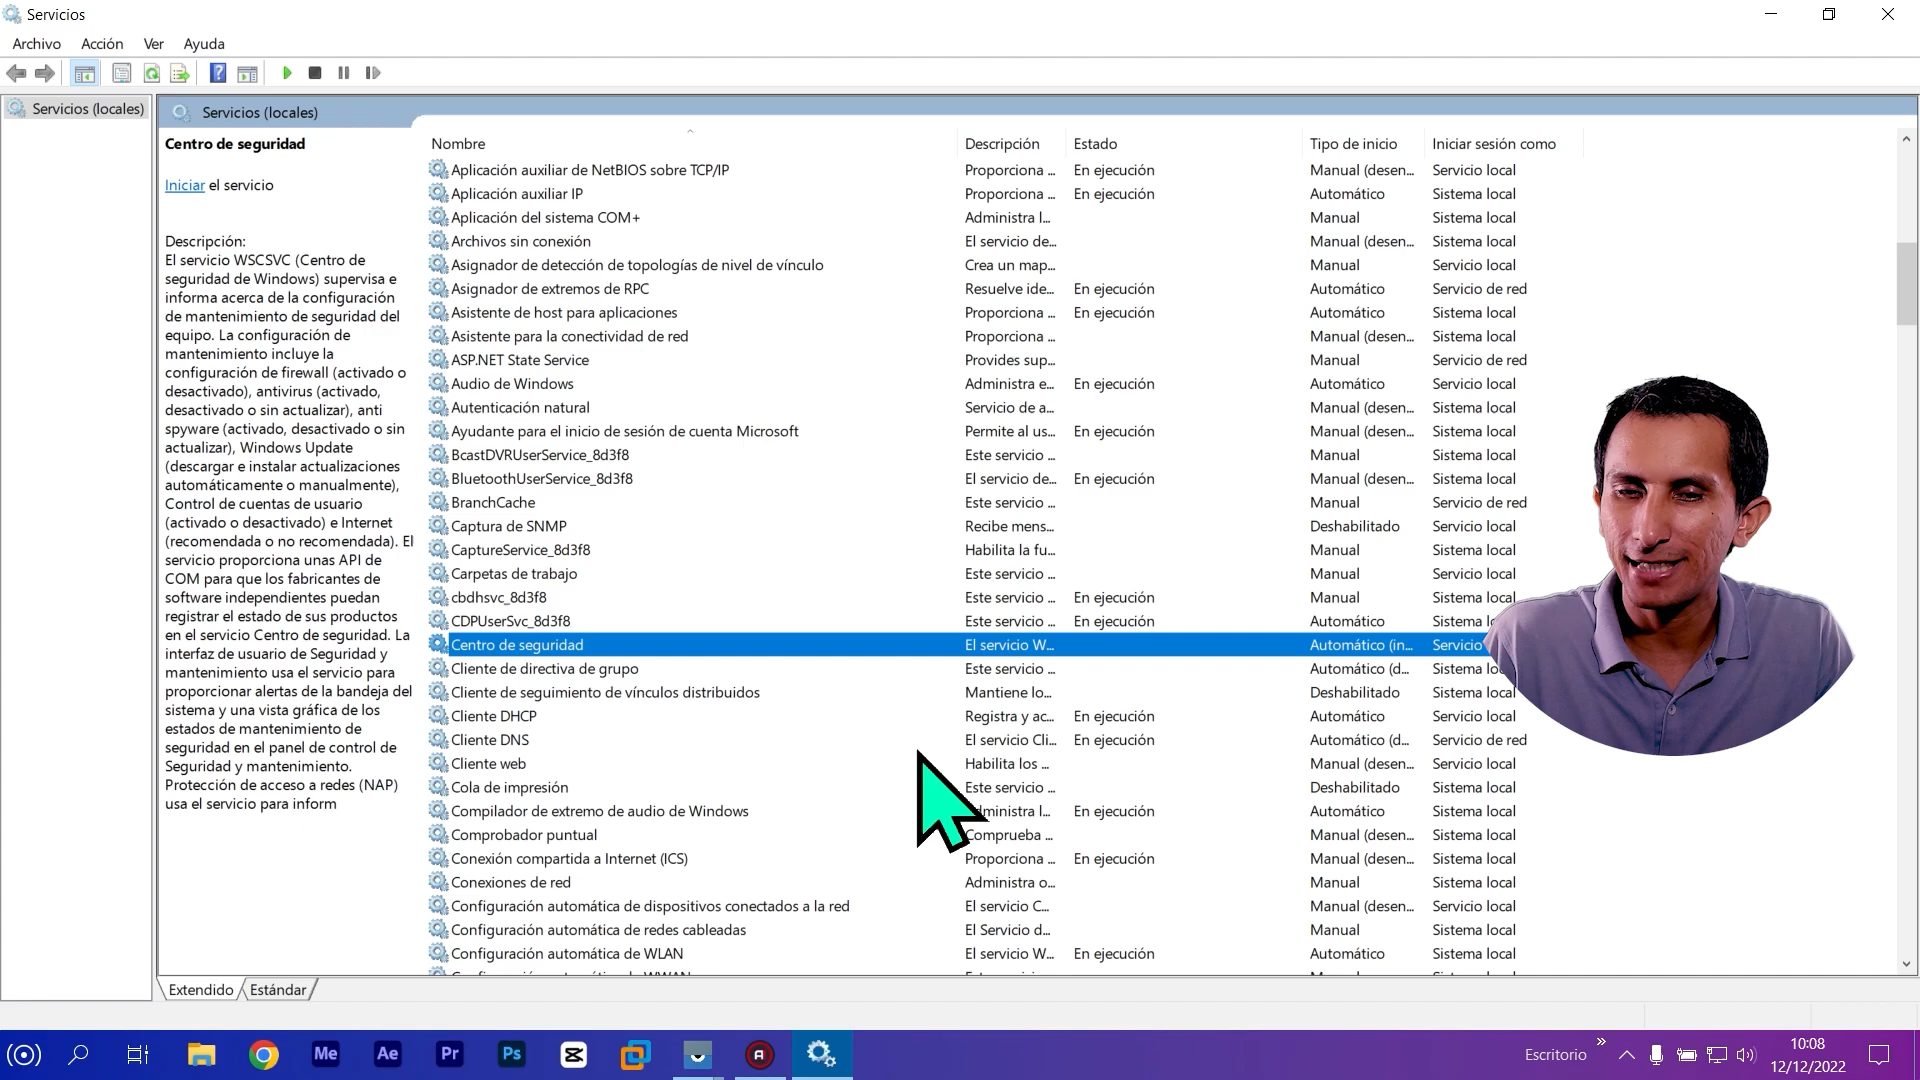 Servicios
Archivo Acción Ver Ayuda
Servicios (locales)
Servicios (locales)
Centro de seguridad
Iniciar el servicio
Descripción:
El servicio WSCSVC (Centro de
seguridad de Windows) supervisa e
informa acerca de la configuración
de mantenimiento de seguridad del
equipo. La configuración de
mantenimiento incluye la
configuración de firewall (activado o
desactivado), antivirus (activado,
desactivado o sin actualizar), anti
spyware (activado, desactivado o sin
actualizar), Windows Update
(descargar e instalar actualizaciones
automáticamente o manualmente),
Control de cuentas de usuario
(activado o desactivado) e Internet
(recomendada o no recomendada). El
servicio proporciona unas API de
COM para que los fabricantes de
software independientes puedan
registrar el estado de sus productos
en el servicio Centro de seguridad. La
interfaz de usuario de Seguridad y
mantenimiento usa el servicio para
proporcionar alertas de la bandeja del
sistema y una vista gráfica de los
estados de mantenimiento de
seguridad en el panel de control de
Seguridad y mantenimiento.
Protección de acceso a redes (NAP)
usa el servicio para inform
Nombre Descripción Estado Tipo de inicio Iniciar sesión como
Aplicación auxiliar de NetBIOS sobre TCP/IP Proporciona ... En ejecución Manual (desen... Servicio local
Aplicación auxiliar IP Proporciona ... En ejecución Automático Sistema local
Aplicación del sistema COM+ Administra l... Manual Sistema local
Archivos sin conexión El servicio de... Manual (desen... Sistema local
Asignador de detección de topologías de nivel de vínculo Crea un map... Manual Servicio local
Asignador de extremos de RPC Resuelve ide... En ejecución Automático Servicio de red
Asistente de host para aplicaciones Proporciona ... En ejecución Automático Sistema local
Asistente para la conectividad de red Proporciona ... Manual (desen... Sistema local
ASP.NET State Service Provides sup... Manual Servicio de red
Audio de Windows Administra e... En ejecución Automático Servicio local
Autenticación natural Servicio de a... Manual (desen... Sistema local
Ayudante para el inicio de sesión de cuenta Microsoft Permite al us... En ejecución Manual (desen... Sistema local
BcastDVRUserService_8d3f8 Este servicio ... Manual Sistema local
BluetoothUserService_8d3f8 El servicio de... En ejecución Manual (desen... Sistema local
BranchCache Este servicio ... Manual Servicio de red
Captura de SNMP Recibe mens... Deshabilitado Servicio local
CaptureService_8d3f8 Habilita la fu... Manual Sistema local
Carpetas de trabajo Este servicio ... Manual Servicio local
cbdhsvc_8d3f8 Este servicio ... En ejecución Manual Sistema local
CDPUserSvc_8d3f8 Este servicio ... En ejecución Automático Sistema
Centro de seguridad El servicio W... Automático (in... Servicio
Cliente de directiva de grupo Este servicio ... Automático (d... Sistema local
Cliente de seguimiento de vínculos distribuidos Mantiene lo... Deshabilitado Sistema local
Cliente DHCP Registra y ac... En ejecución Automático Servicio local
Cliente DNS El servicio Cli... En ejecución Automático (d... Servicio de red
Cliente web Habilita los ... Manual (desen... Servicio local
Cola de impresión Este servicio ... Deshabilitado Sistema local
Compilador de extremo de audio de Windows Administra l... En ejecución Automático Sistema local
Comprobador puntual Comprueba ... Manual (desen... Sistema local
Conexión compartida a Internet (ICS) Proporciona ... En ejecución Manual (desen... Sistema local
Conexiones de red Administra o... Manual Sistema local
Configuración automática de dispositivos conectados a la red El servicio C... Manual (desen... Servicio local
Configuración automática de redes cableadas El Servicio d... Manual Sistema local
Configuración automática de WLAN El servicio W... En ejecución Automático Sistema local
Extendido Estándar
Me Ae Pr Ps
Escritorio
10:08
12/12/2022